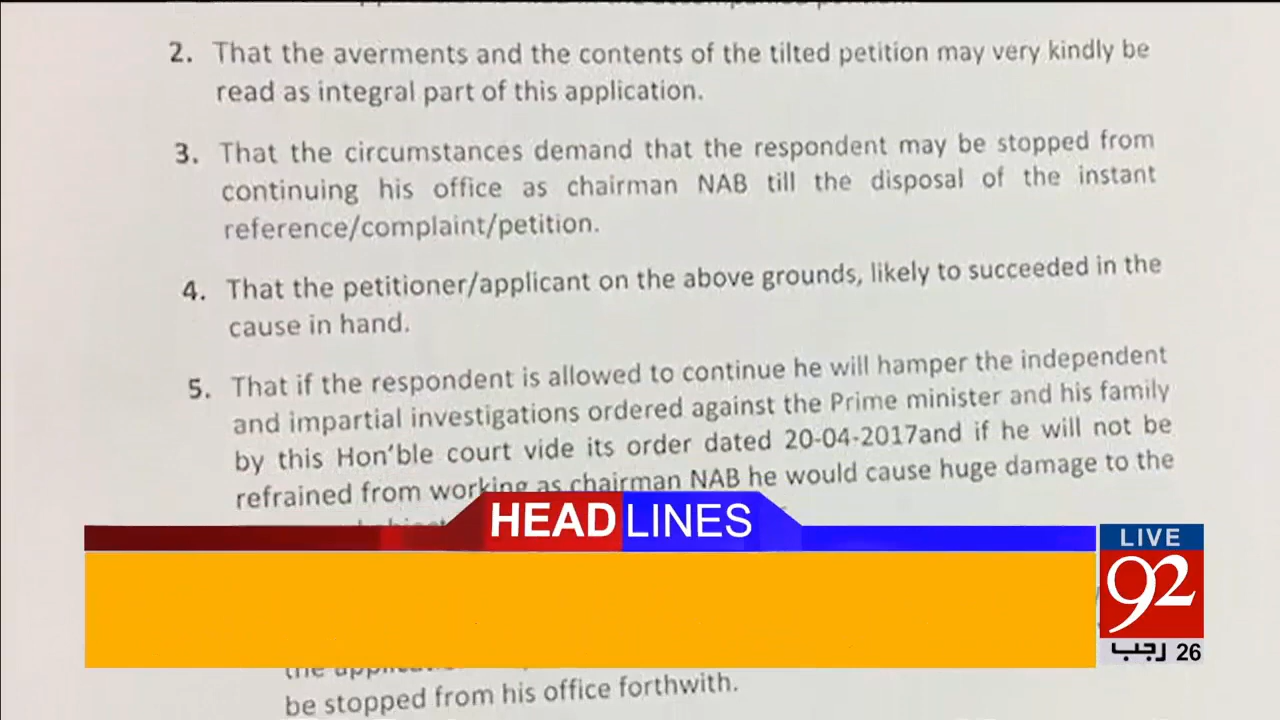 2. That the averments and the contents of the tilted petition may very kindly be
read as integral part of this application.
3. That the circumstances demand that the respondent may be stopped from
continuing his office as chairman NAB till the disposal of the instant
reference/complaint/petition.
4. That the petitioner/applicant on the above grounds, likely to succeeded in the
cause in hand.
5. That if the respondent is allowed to continue he will hamper the independent
and impartial investigations ordered against the Prime minister and his family
by this Hon'ble court vide its order dated 20-04-2017and if he will not be
refrained from working as chairman NAB he would cause huge damage to the
HEADLINES
LIVE
92
26 رجب
be stopped from his office forthwith.